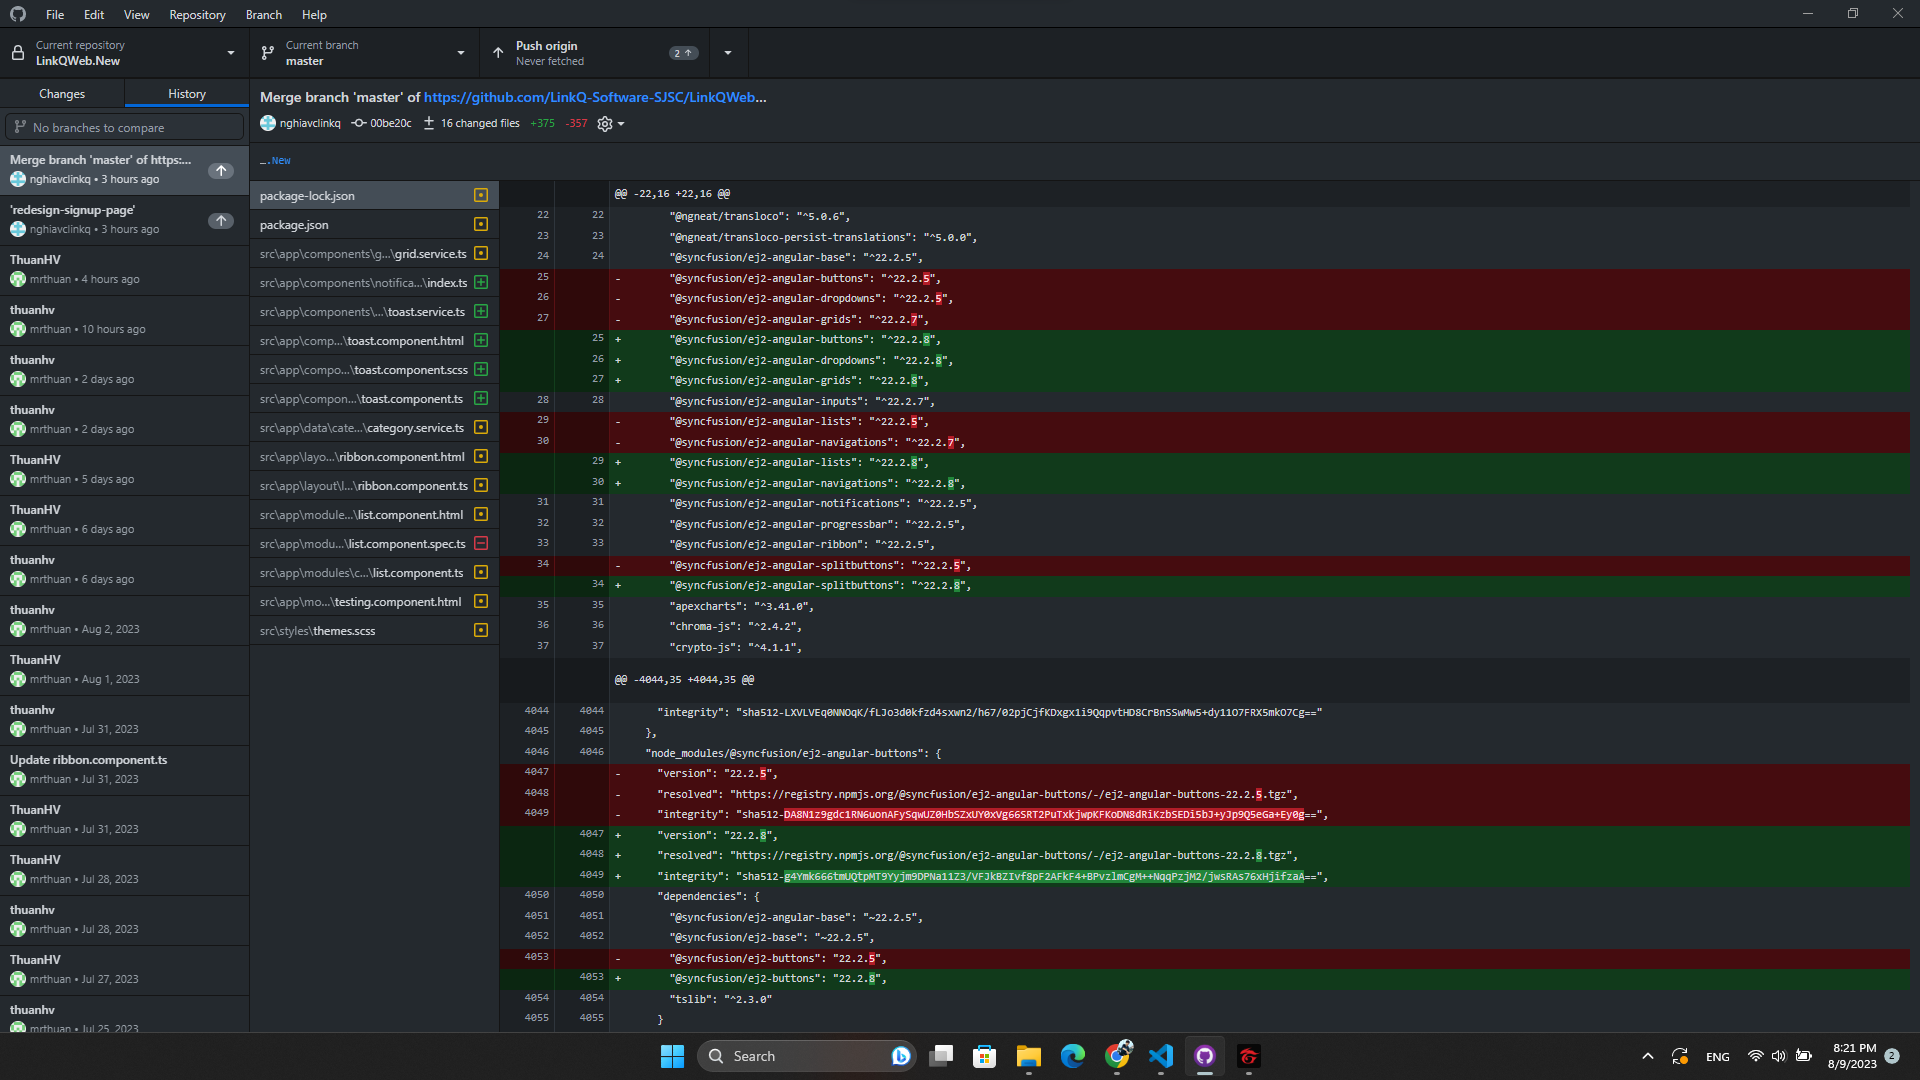 File Edit View Repository Branch Help
Current repository
LinkQWeb.New
Current branch
master
Push origin
Never fetched
2
Changes
History
No branches to compare
Merge branch 'master' of https:...
nghiavclinkq • 3 hours ago
'redesign-signup-page'
nghiavclinkq • 3 hours ago
ThuanHV
mrthuan • 4 hours ago
thuanhv
mrthuan • 10 hours ago
thuanhv
mrthuan • 2 days ago
thuanhv
mrthuan • 2 days ago
ThuanHV
mrthuan • 5 days ago
ThuanHV
mrthuan • 6 days ago
thuanhv
mrthuan • 6 days ago
thuanhv
mrthuan • Aug 2, 2023
ThuanHV
mrthuan • Aug 1, 2023
thuanhv
mrthuan • Jul 31, 2023
Update ribbon.component.ts
mrthuan • Jul 31, 2023
ThuanHV
mrthuan • Jul 31, 2023
ThuanHV
mrthuan • Jul 28, 2023
thuanhv
mrthuan • Jul 28, 2023
ThuanHV
mrthuan • Jul 27, 2023
thuanhv
mrthuan • Jul 25, 2023
Merge branch 'master' of https://github.com/LinkQ-Software-SJSC/LinkQWeb...
nghiavclinkq 00be20c 16 changed files +375 -357
_.New
package-lock.json
package.json
src\app\components\g...\grid.service.ts
src\app\components\notifica...\index.ts
src\app\components\...\toast.service.ts
src\app\comp...\toast.component.html
src\app\compo...\toast.component.scss
src\app\compon...\toast.component.ts
src\app\data\cate...\category.service.ts
src\app\layo...\ribbon.component.html
src\app\layout\l...\ribbon.component.ts
src\app\module...\list.component.html
src\app\modu...\list.component.spec.ts
src\app\modules\c...\list.component.ts
src\app\mo...\testing.component.html
src\styles\themes.scss
@@ -22,16 +22,16 @@
22 22 "@ngneat/transloco": "^5.0.6",
23 23 "@ngneat/transloco-persist-translations": "^5.0.0",
24 24 "@syncfusion/ej2-angular-base": "^22.2.5",
25 - "@syncfusion/ej2-angular-buttons": "^22.2.5",
26 - "@syncfusion/ej2-angular-dropdowns": "^22.2.5",
27 - "@syncfusion/ej2-angular-grids": "^22.2.7",
25 + "@syncfusion/ej2-angular-buttons": "^22.2.8",
26 + "@syncfusion/ej2-angular-dropdowns": "^22.2.8",
27 + "@syncfusion/ej2-angular-grids": "^22.2.8",
28 28 "@syncfusion/ej2-angular-inputs": "^22.2.7",
29 - "@syncfusion/ej2-angular-lists": "^22.2.5",
30 - "@syncfusion/ej2-angular-navigations": "^22.2.7",
29 + "@syncfusion/ej2-angular-lists": "^22.2.8",
30 + "@syncfusion/ej2-angular-navigations": "^22.2.8",
31 31 "@syncfusion/ej2-angular-notifications": "^22.2.5",
32 32 "@syncfusion/ej2-angular-progressbar": "^22.2.5",
33 33 "@syncfusion/ej2-angular-ribbon": "^22.2.5",
34 - "@syncfusion/ej2-angular-splitbuttons": "^22.2.5",
34 + "@syncfusion/ej2-angular-splitbuttons": "^22.2.8",
35 35 "apexcharts": "^3.41.0",
36 36 "chroma-js": "^2.4.2",
37 37 "crypto-js": "^4.1.1",
@@ -4044,35 +4044,35 @@
4044 4044 "integrity": "sha512-LXVLVEq0NNOqK/fLJo3d0kfzd4sxwn2/h67/02pjCjfKDxgx1i9QqpvtHD8CrBnSSwMw5+dy11O7FRX5mkO7Cg=="
4045 4045 },
4046 4046 "node_modules/@syncfusion/ej2-angular-buttons": {
4047 - "version": "22.2.5",
4048 - "resolved": "https://registry.npmjs.org/@syncfusion/ej2-angular-buttons/-/ej2-angular-buttons-22.2.5.tgz",
4049 - "integrity": "sha512-DA8N1z9gdc1RN6uonAFySqwUZ0HbSZxUY0xVg66SRT2PuTxkjwpKFKoDN8dRiKzbSEDi5bJ+yJp9Q5eGa+Ey0g==",
4047 + "version": "22.2.8",
4048 + "resolved": "https://registry.npmjs.org/@syncfusion/ej2-angular-buttons/-/ej2-angular-buttons-22.2.8.tgz",
4049 + "integrity": "sha512-g4Ymk666tmUQtpMT9Yyjm9DPNa11Z3/VFJkBZIvf8pF2AFkF4+BPvzlmCgM++NqqPzjM2/jwsRAs76xHjifzaA==",
4050 4050 "dependencies": {
4051 4051 "@syncfusion/ej2-angular-base": "~22.2.5",
4052 4052 "@syncfusion/ej2-base": "~22.2.5",
4053 - "@syncfusion/ej2-buttons": "22.2.5",
4053 + "@syncfusion/ej2-buttons": "22.2.8",
4054 4054 "tslib": "^2.3.0"
4055 4055 }
Search
ENG
8:21 PM
8/9/2023
2